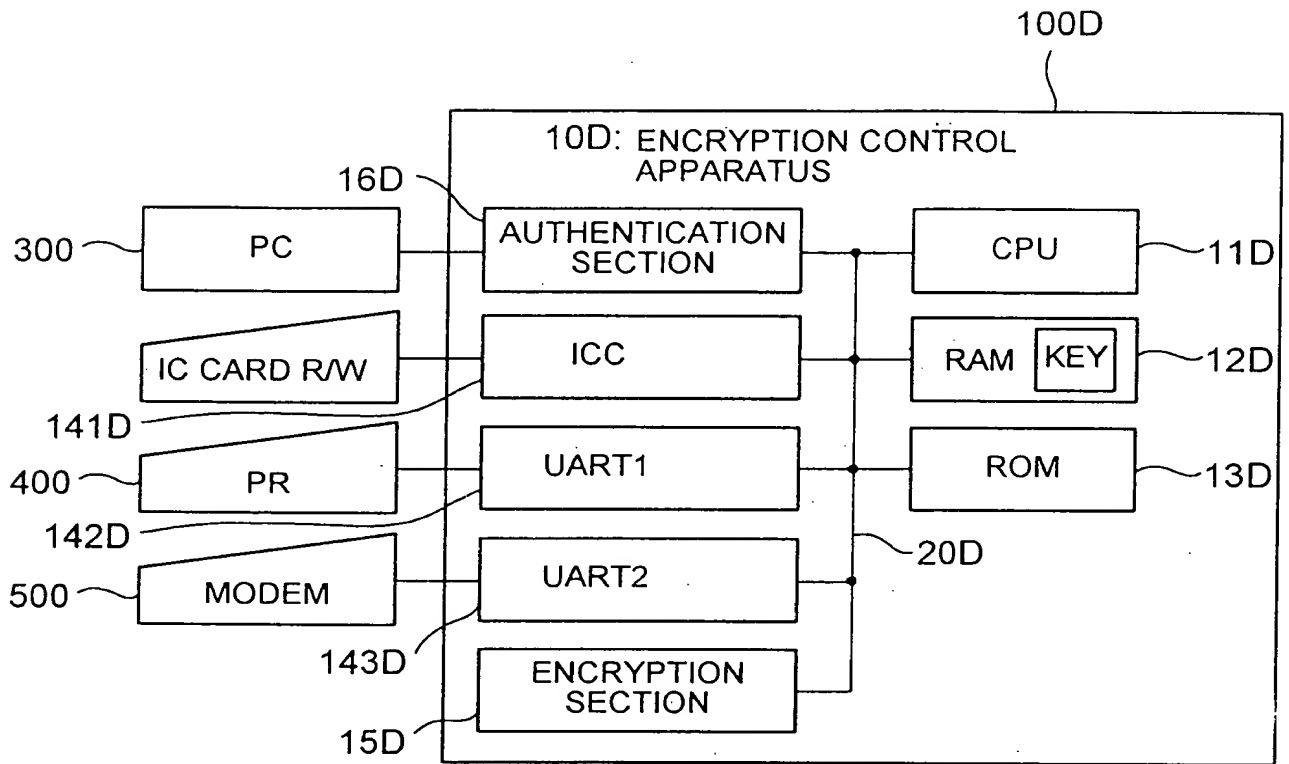 100D
10D: ENCRYPTION CONTROL
APPARATUS
16D
300
PC
AUTHENTICATION
SECTION
CPU
11D
IC CARD R/W
ICC
RAM
KEY
12D
141D
400
PR
UART1
ROM
13D
142D
20D
500
MODEM
UART2
143D
ENCRYPTION
SECTION
15D